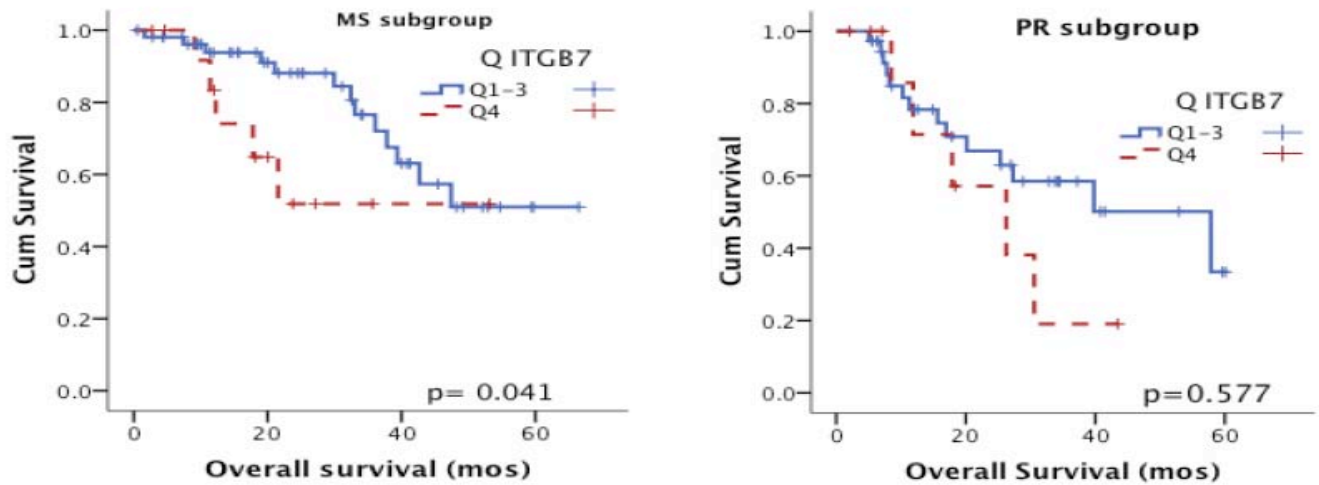 MS subgroup
1.0
0.8
0.6
0.4
0.2
0.0
Cum Survival
Q ITGB7
Q1-3
Q4
p= 0.041
0 20 40 60
Overall survival (mos)
PR subgroup
1.0
0.8
0.6
0.4
0.2
0.0
Cum Survival
Q ITGB7
Q1-3
Q4
p=0.577
0 20 40 60
Overall Survival (mos)